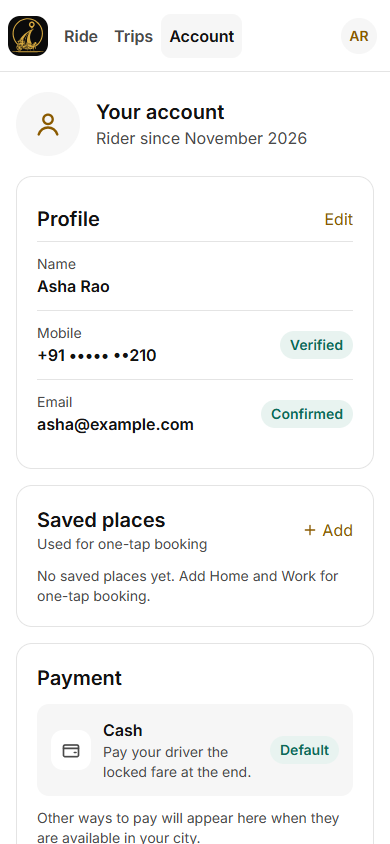 Ride Trips Account AR
Your account
Rider since November 2026
Profile Edit
Name
Asha Rao
Mobile
+91 ••••• ••210 Verified
Email
asha@example.com Confirmed
Saved places
+ Add
Used for one-tap booking
No saved places yet. Add Home and Work for
one-tap booking.
Payment
Cash
Pay your driver the
locked fare at the end.
Default
Other ways to pay will appear here when they
are available in your city.